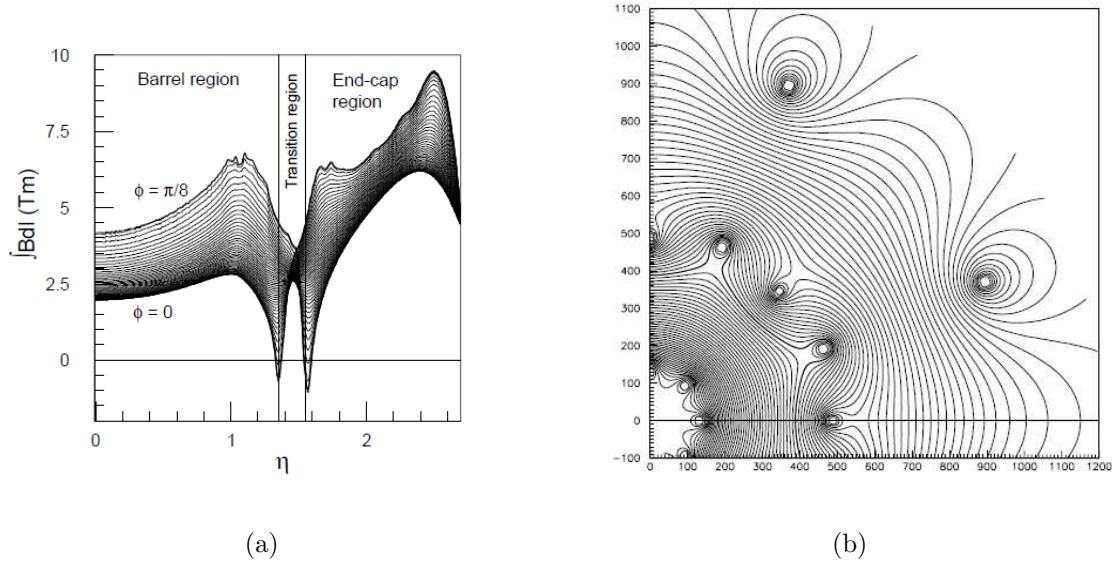 ∫Bdl (Tm)
10
7.5
5
2.5
0
Barrel region
Transition region
End-cap
region
ϕ = π/8
ϕ = 0
0 1 2
η
(a)
1100
1000
900
800
700
600
500
400
300
200
100
0
-100
0 100 200 300 400 500 600 700 800 900 1000 1100 1200
(b)